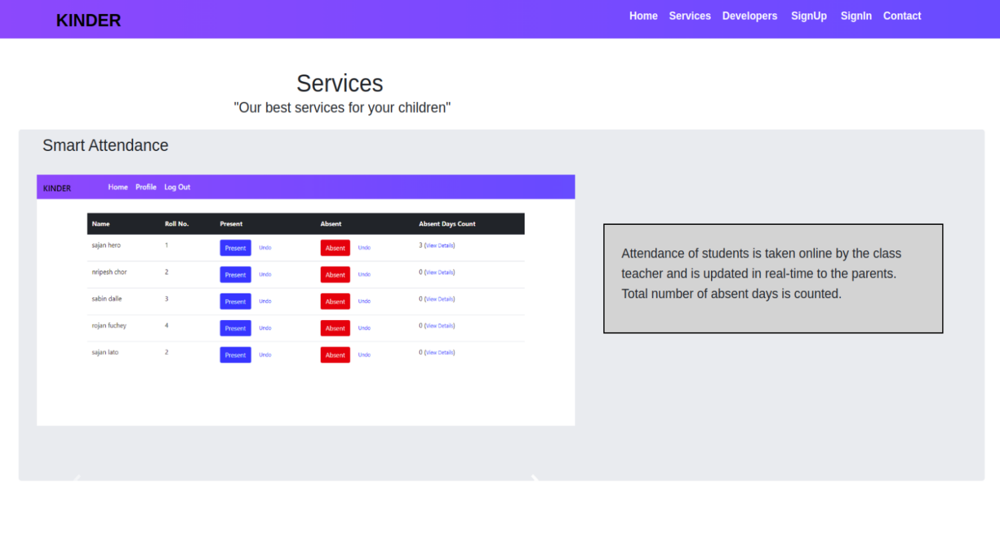 KINDER Home Services Developers SignUp SignIn Contact
Services
"Our best services for your children"
Smart Attendance
KINDER Home Profile Log Out
Name Roll No. Present Absent Absent Days Count
sajan hero 1 Present Undo Absent Undo 3 (View Details)
nripesh chor 2 Present Undo Absent Undo 0 (View Details)
sabin dalle 3 Present Undo Absent Undo 0 (View Details)
rojan fuchey 4 Present Undo Absent Undo 0 (View Details)
sajan lato 2 Present Undo Absent Undo 0 (View Details)
Attendance of students is taken online by the class
teacher and is updated in real-time to the parents.
Total number of absent days is counted.